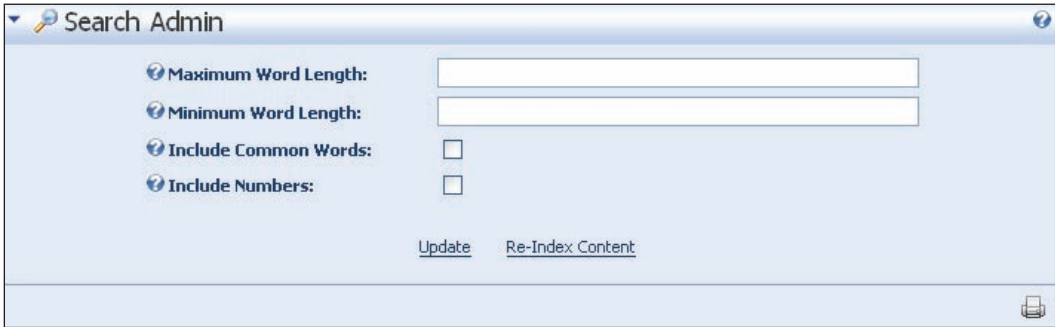 Search Admin
Maximum Word Length:
Minimum Word Length:
Include Common Words:
Include Numbers:
Update Re-Index Content